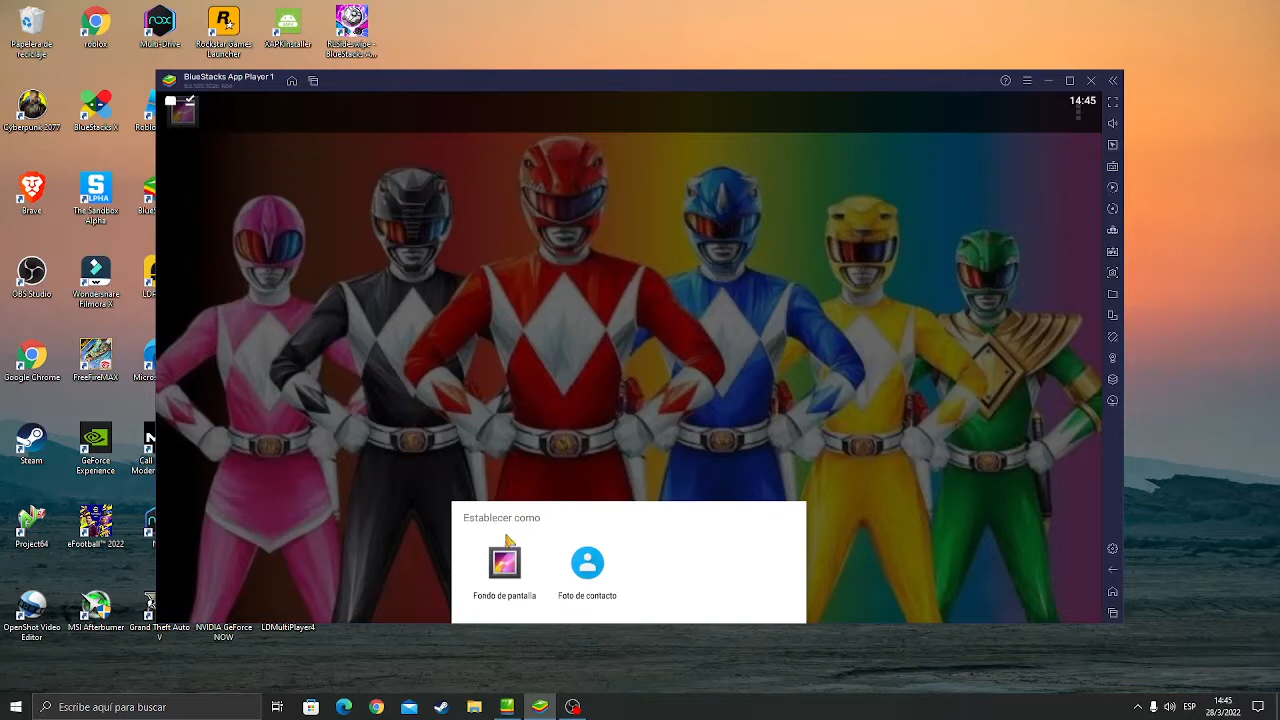 Papelera de
reciclaje
roblox
Multi-Drive
Rockstar Games
Launcher
XAPKInstaller
RLSideswipe -
BlueStacks ...
BlueStacks App Player 1
14:45
Cyberpunk 2077
BlueStacks X
Brave
The Sandbox
Alpha
OBS Studio
Wondershare
Filmora X
Google Chrome
FreeFireMAX
Steam
GeForce
Experience
Call
Project64
eFootball™ 2022
Establecer como
Fondo de pantalla
Foto de contacto
OpenShot Video
Editor
MSI Afterburner
Grand Theft Auto
V
NVIDIA GeForce
NOW
LDMultiPlayer4
Escribe aquí para buscar
ESP
14:45
28/3/2022